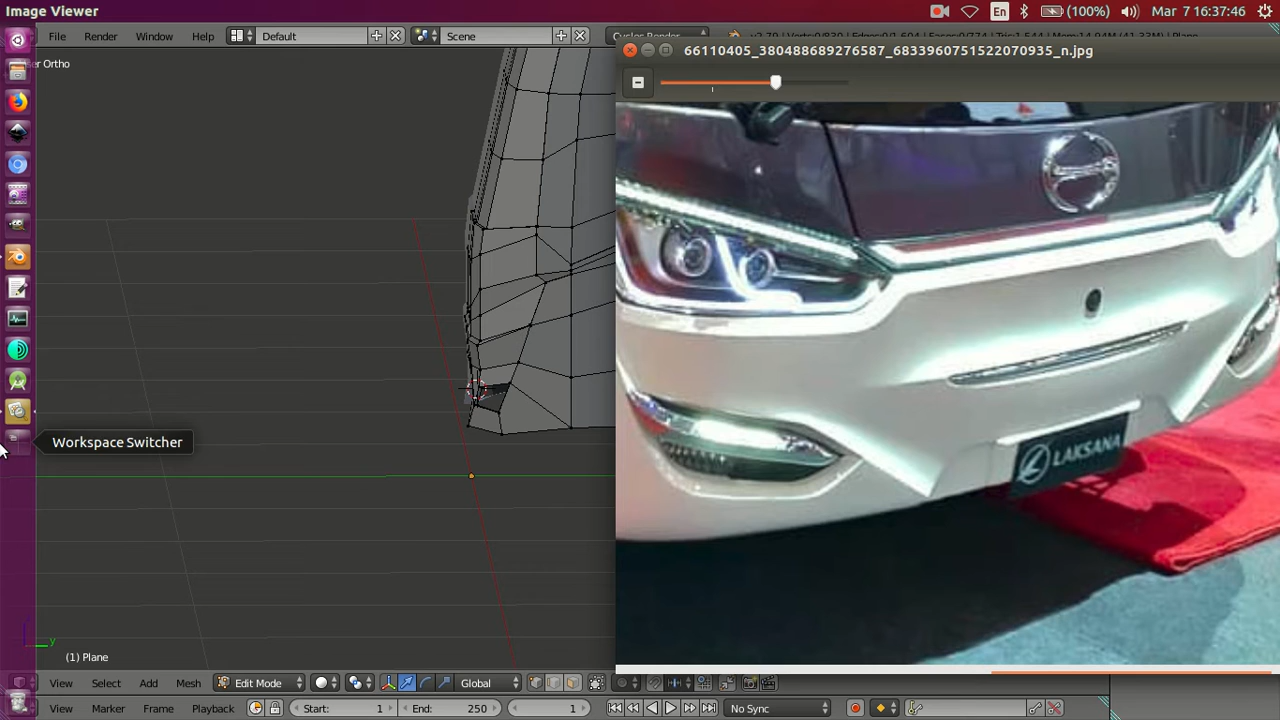 Image Viewer
En
(100%)
Mar 7 16:37:46
File
Render
Window
Help
Default
Scene
66110405_380488689276587_6833960751522070935_n.jpg
er Ortho
LAKSANA
Workspace Switcher
y
(1) Plane
View
Select
Add
Mesh
Edit Mode
Global
View
Marker
Frame
Playback
Start:
1
End:
250
1
No Sync